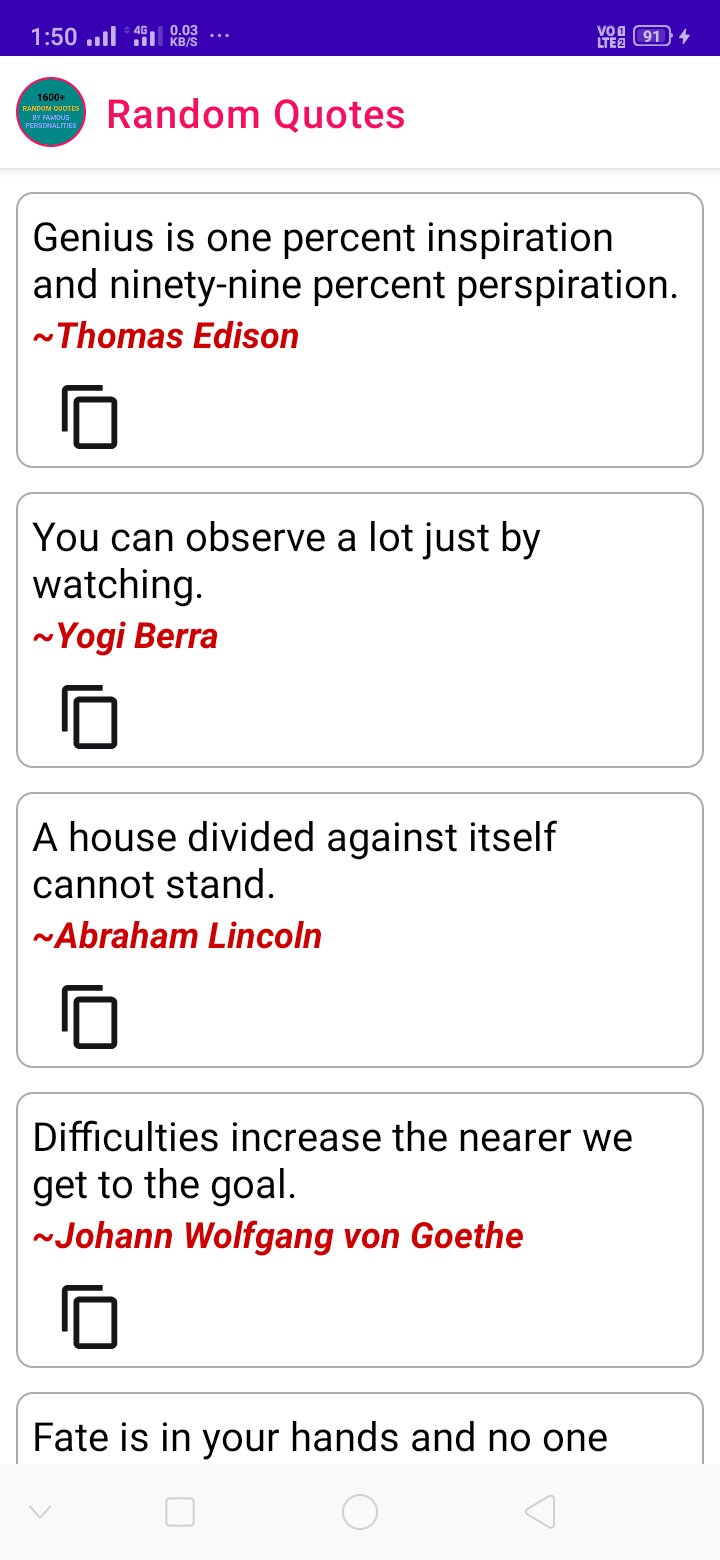 1:50
4G
0.03
KB/S
...
VO 1
LTE 2
91
1600+
RANDOM QUOTES
BY FAMOUS
PERSONALITIES
Random Quotes
Genius is one percent inspiration
and ninety-nine percent perspiration.
~Thomas Edison
You can observe a lot just by
watching.
~Yogi Berra
A house divided against itself
cannot stand.
~Abraham Lincoln
Difficulties increase the nearer we
get to the goal.
~Johann Wolfgang von Goethe
Fate is in your hands and no one